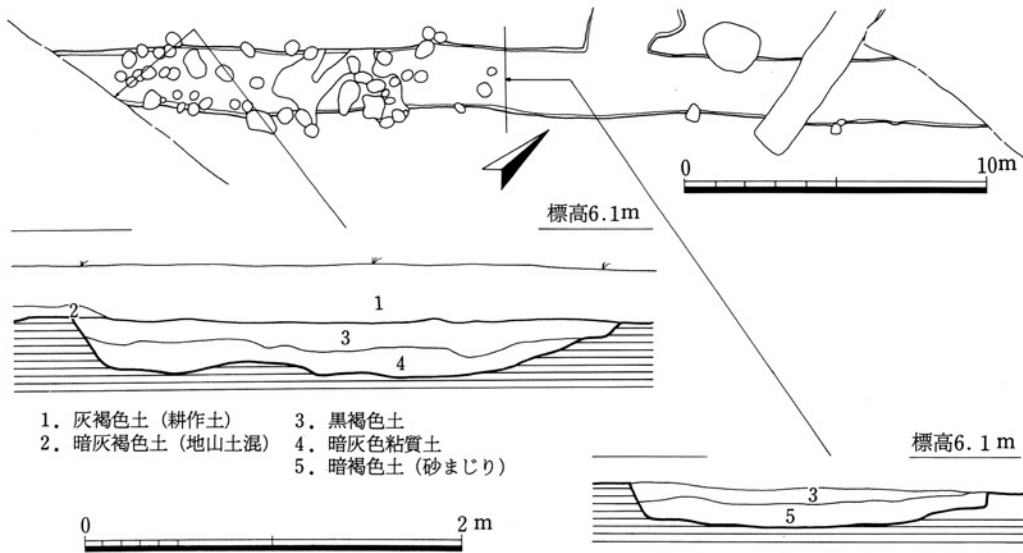 0 10m
標高6.1m
1
2
3
4
1. 灰褐色土(耕作土)
2. 暗灰褐色土(地山土混)
3. 黒褐色土
4. 暗灰色粘質土
5. 暗褐色土(砂まじり)
標高6.1m
3
5
0 2m